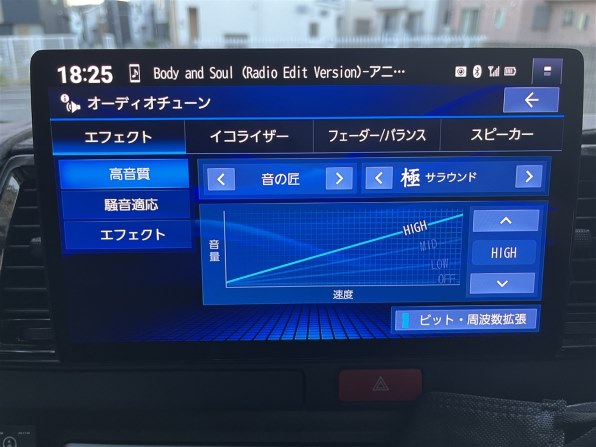 18:25 Body and Soul (Radio Edit Version)-アニ…
オーディオチューン
エフェクト イコライザー フェーダー/バランス スピーカー
高音質
騒音適応
エフェクト
音の匠
極 サラウンド
音量
HIGH
MID
LOW
OFF
速度
HIGH
ビット・周波数拡張